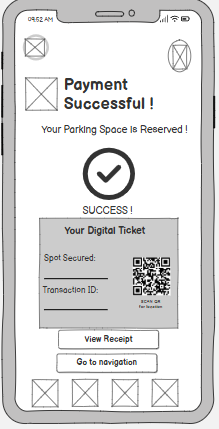 09:52 AM
Payment
Successful !
Your Parking Space is Reserved !
SUCCESS !
Your Digital Ticket
Spot Secured:
Transaction ID:
SCAN QR
For location
View Receipt
Go to navigation